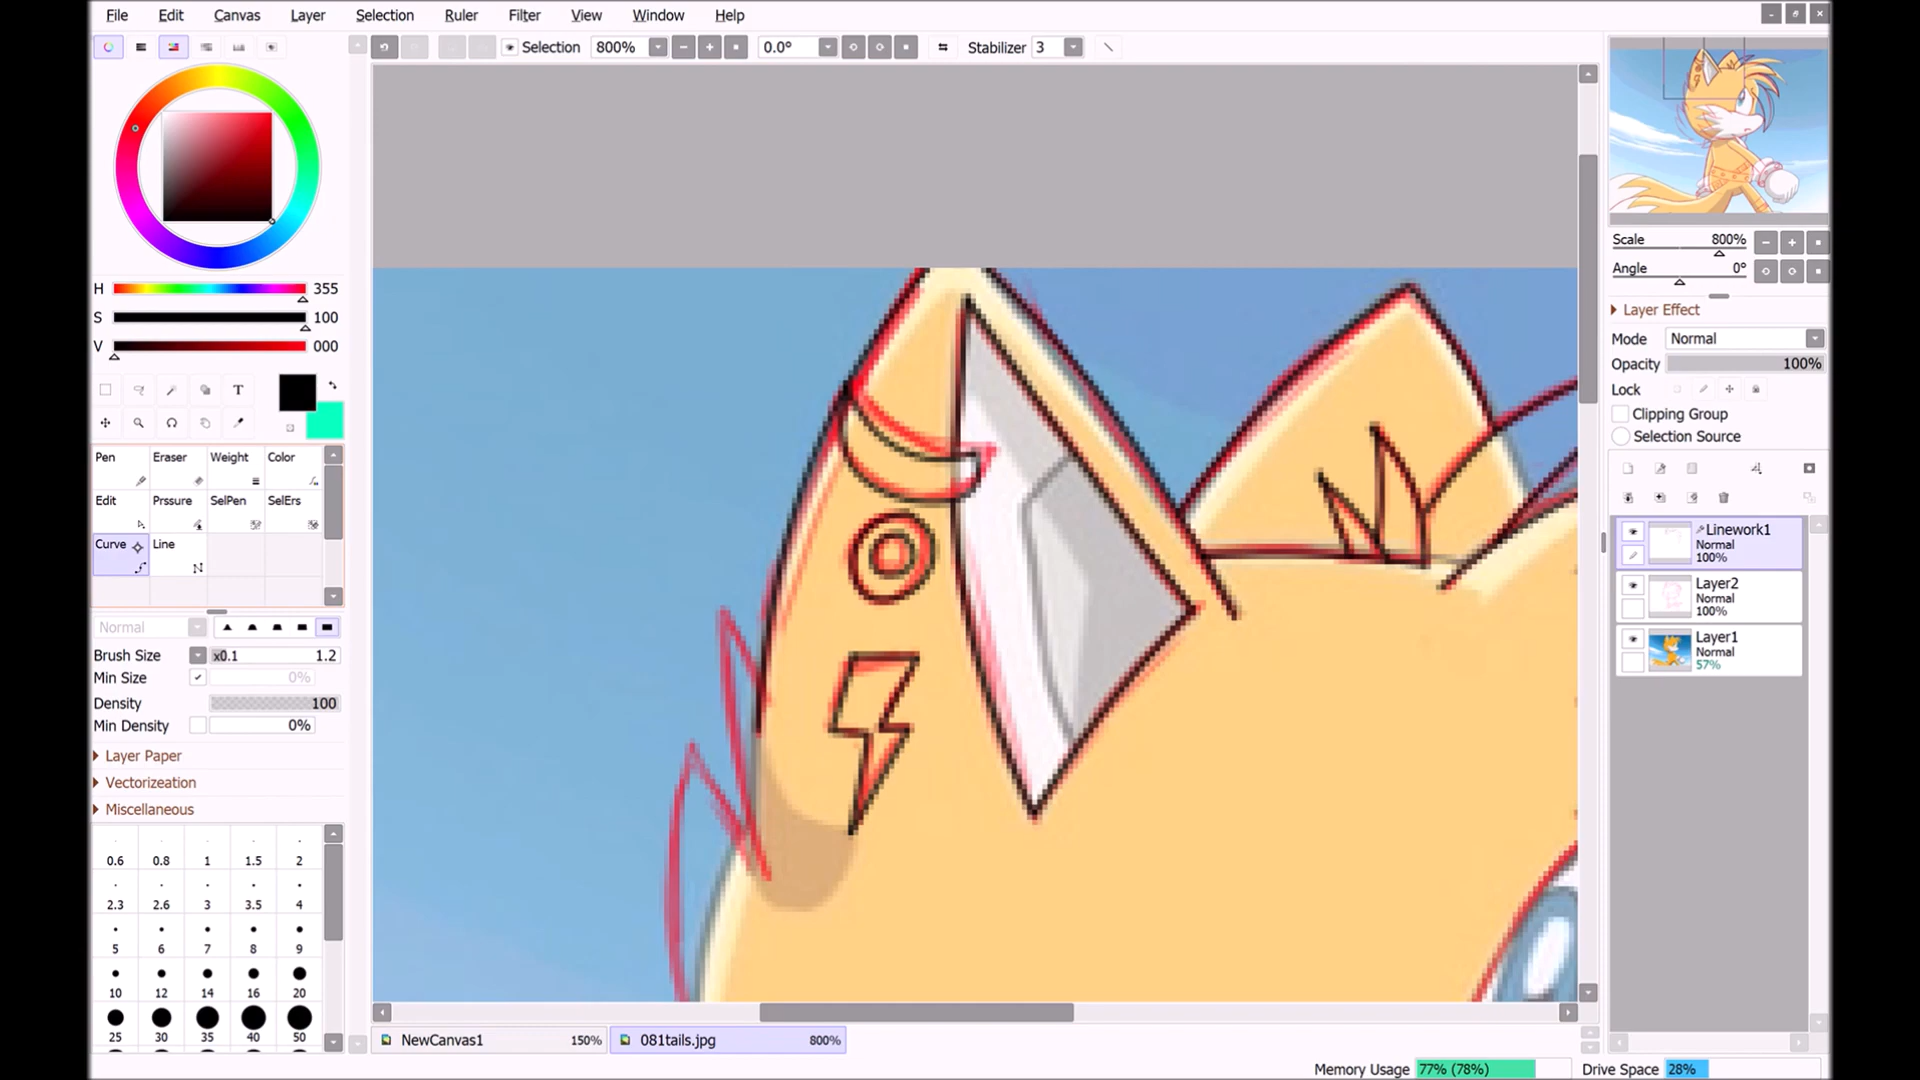 File Edit Canvas Layer Selection Ruler Filter View Window Help
Selection 800% 0.0° Stabilizer 3
H 355
S 100
V 000
T
Pen Eraser Weight Color
Edit Prssure SelPen SelErs
Curve Line
Normal
Brush Size x0.1 1.2
Min Size 0%
Density 100
Min Density 0%
Layer Paper
Vectorizeation
Miscellaneous
0.6 0.8 1 1.5 2
2.3 2.6 3 3.5 4
5 6 7 8 9
10 12 14 16 20
25 30 35 40 50
NewCanvas1 150% 081tails.jpg 800%
Memory Usage 77% (78%) Drive Space 28%
Scale 800%
Angle 0°
Layer Effect
Mode Normal
Opacity 100%
Lock
Clipping Group
Selection Source
Linework1
Normal
100%
Layer2
Normal
100%
Layer1
Normal
57%